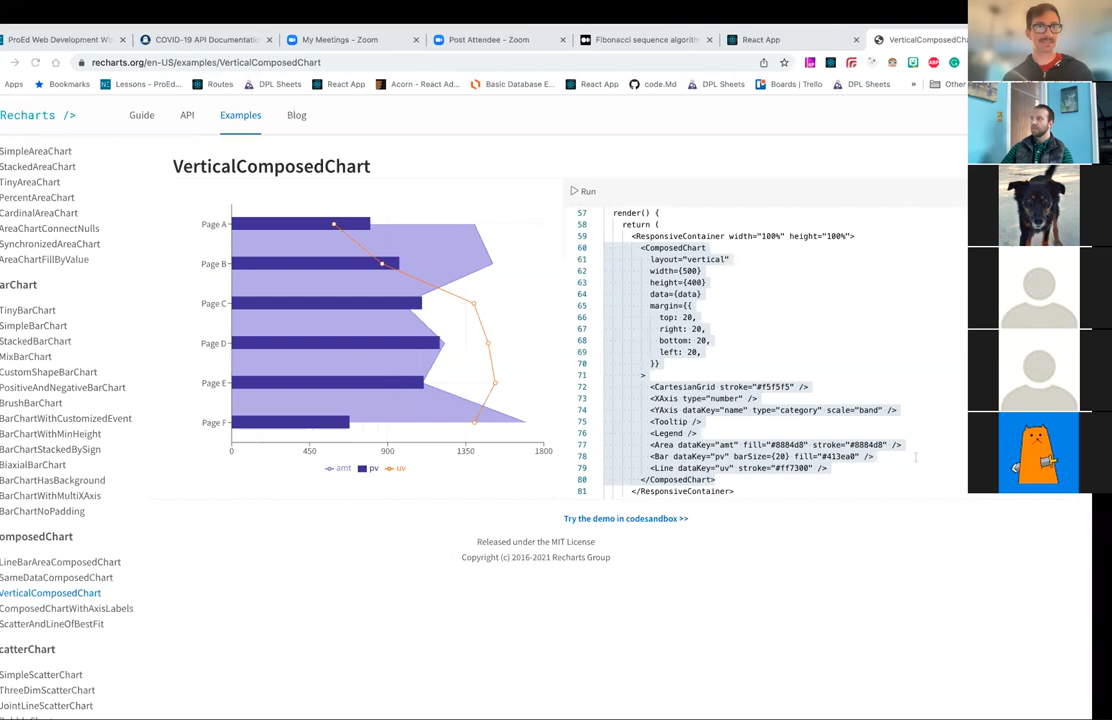 ProEd Web Development W
COVID-19 API Documentatio
My Meetings - Zoom
Post Attendee - Zoom
Fibonacci sequence algorith
React App
VerticalComposedCha
recharts.org/en-US/examples/VerticalComposedChart
Apps
Bookmarks
Lessons - ProEd...
Routes
DPL Sheets
React App
Acorn - React Ad...
Basic Database E...
React App
code.Md
DPL Sheets
Boards | Trello
DPL Sheets
»
Other
Recharts />
Guide
API
Examples
Blog
SimpleAreaChart
StackedAreaChart
TinyAreaChart
PercentAreaChart
CardinalAreaChart
AreaChartConnectNulls
SynchronizedAreaChart
AreaChartFillByValue
arChart
TinyBarChart
SimpleBarChart
StackedBarChart
MixBarChart
CustomShapeBarChart
PositiveAndNegativeBarChart
BrushBarChart
BarChartWithCustomizedEvent
BarChartWithMinHeight
BarChartStackedBySign
BiaxialBarChart
BarChartHasBackground
BarChartWithMultiXAxis
BarChartNoPadding
omposedChart
LineBarAreaComposedChart
SameDataComposedChart
VerticalComposedChart
ComposedChartWithAxisLabels
ScatterAndLineOfBestFit
catterChart
SimpleScatterChart
ThreeDimScatterChart
JointLineScatterChart
VerticalComposedChart
Page A
Page B
Page C
Page D
Page E
Page F
0 450 900 1350 1800
amt pv uv
Run
57 render() {
58 return (
59 <ResponsiveContainer width="100%" height="100%">
60 <ComposedChart
61 layout="vertical"
62 width={500}
63 height={400}
64 data={data}
65 margin={{
66 top: 20,
67 right: 20,
68 bottom: 20,
69 left: 20,
70 }}
71 >
72 <CartesianGrid stroke="#f5f5f5" />
73 <XAxis type="number" />
74 <YAxis dataKey="name" type="category" scale="band" />
75 <Tooltip />
76 <Legend />
77 <Area dataKey="amt" fill="#8884d8" stroke="#8884d8" />
78 <Bar dataKey="pv" barSize={20} fill="#413ea0" />
79 <Line dataKey="uv" stroke="#ff7300" />
80 </ComposedChart>
81 </ResponsiveContainer>
Try the demo in codesandbox >>
Released under the MIT License
Copyright (c) 2016-2021 Recharts Group